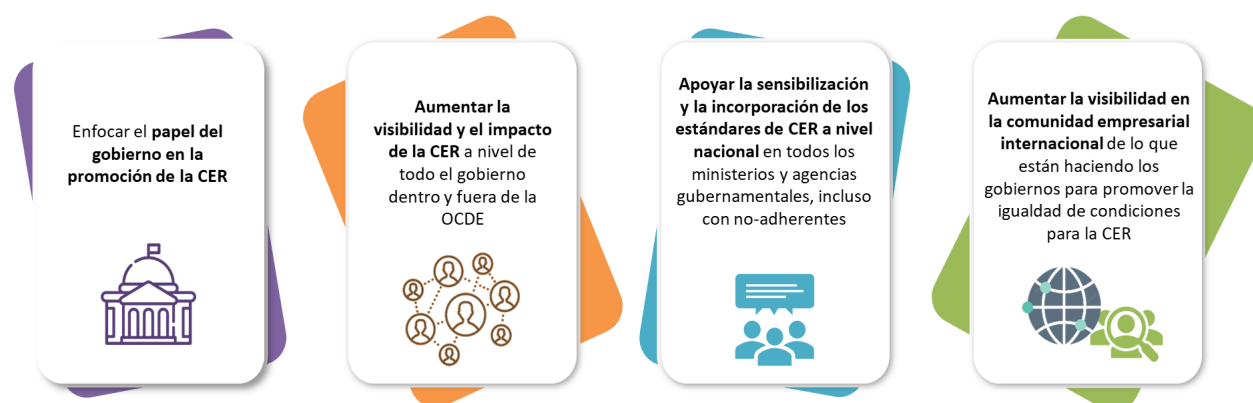 Enfocar el papel del
gobierno en la
promoción de la CER
Aumentar la
visibilidad y el impacto
de la CER a nivel de
todo el gobierno
dentro y fuera de la
OCDE
Apoyar la sensibilización
y la incorporación de los
estándares de CER a nivel
nacional en todos los
ministerios y agencias
gubernamentales, incluso
con no-adherentes
Aumentar la visibilidad en
la comunidad empresarial
internacional de lo que
están haciendo los
gobiernos para promover la
igualdad de condiciones
para la CER